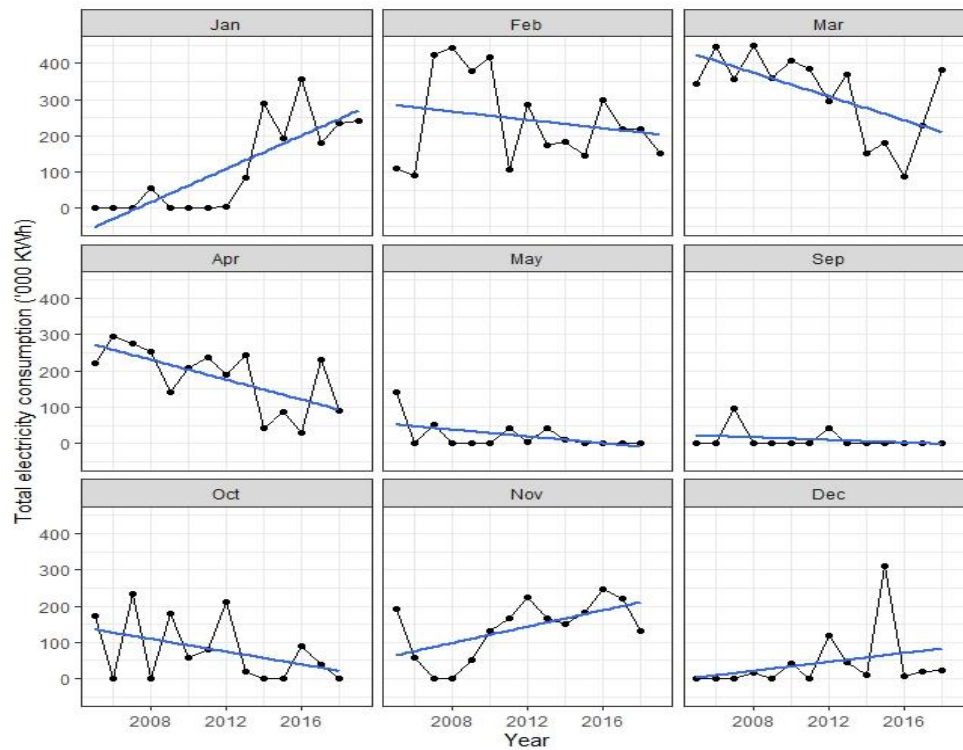 Jan Feb Mar
400
300
200
100
0
Apr May Sep
400
300
200
100
0
Total electricity consumption ('000 KWh)
Oct Nov Dec
400
300
200
100
0
2008 2012 2016 2008 2012 2016 2008 2012 2016
Year